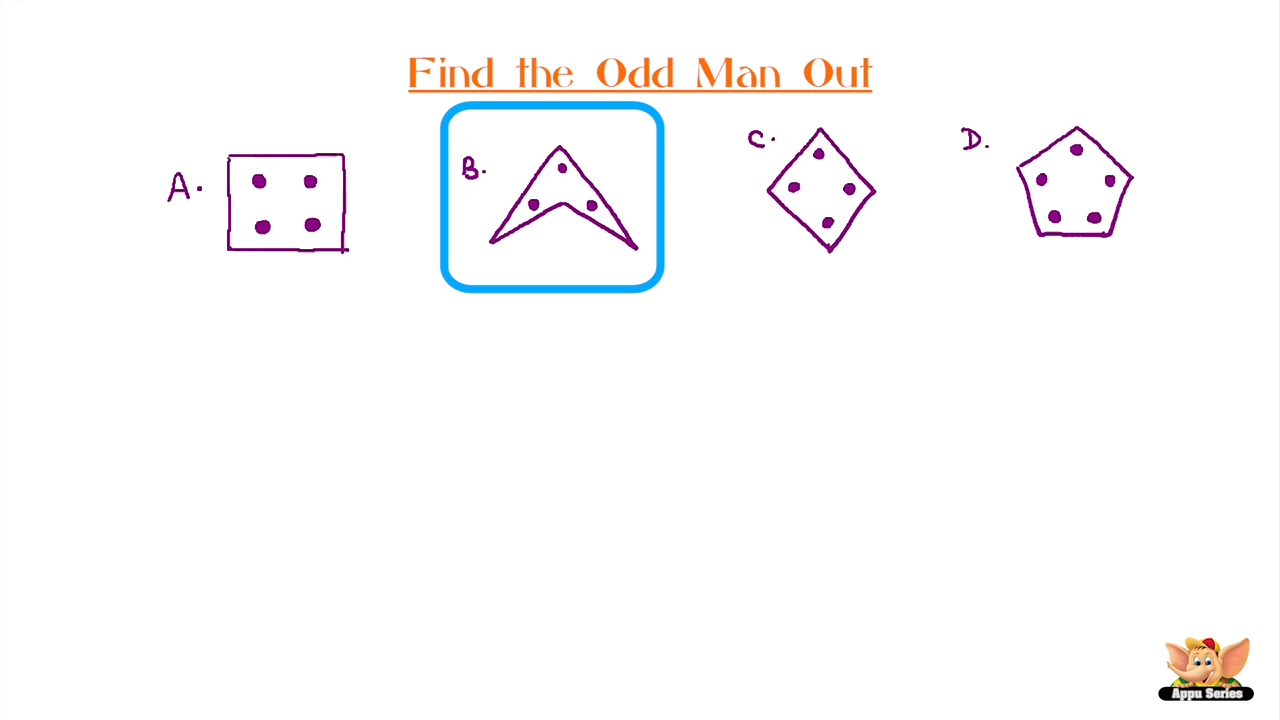 Find the Odd Man Out
A.
B.
C.
D.
Appu Series